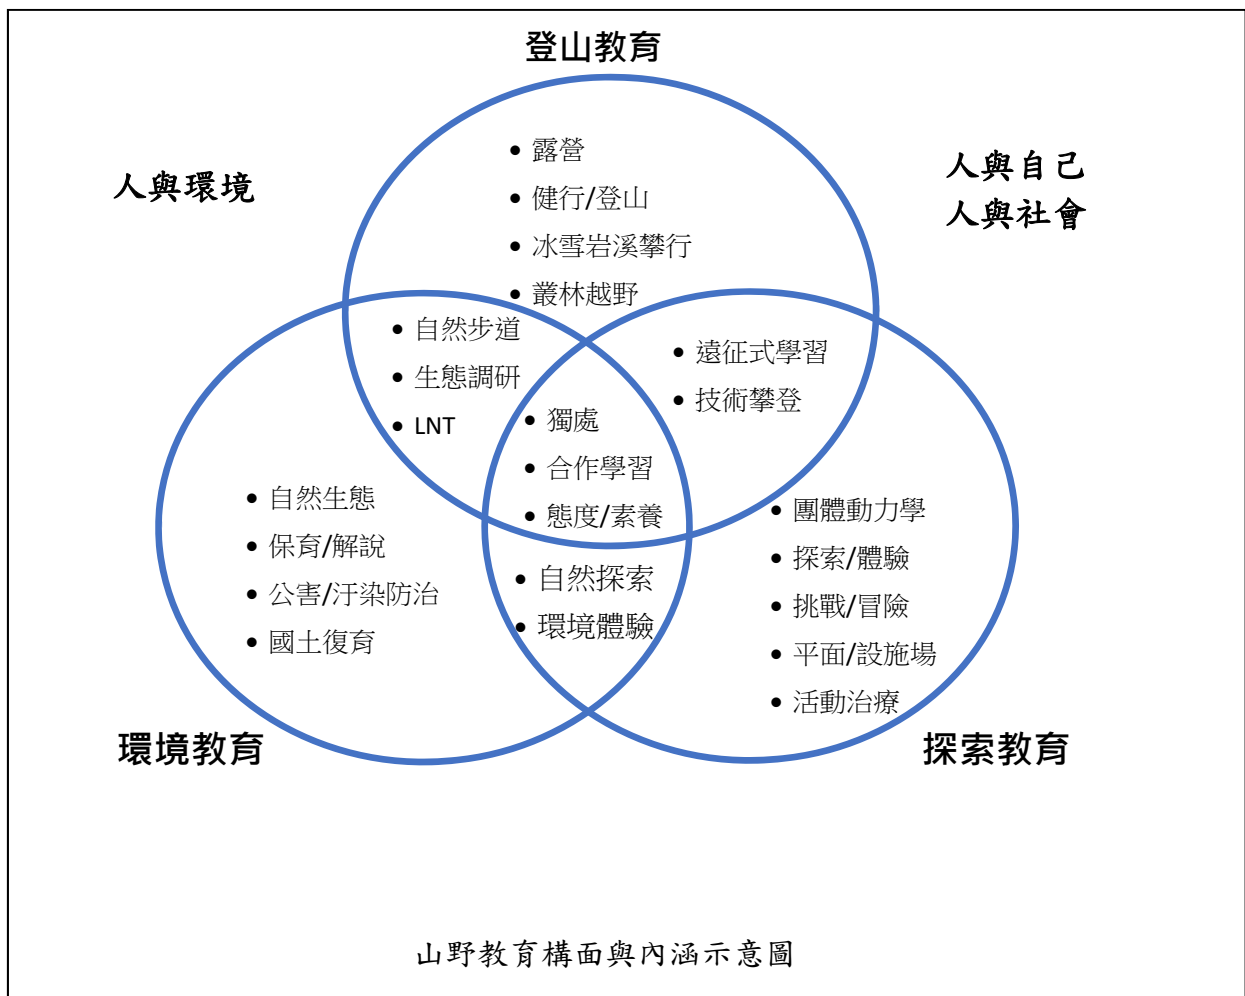 登山教育
人與環境
人與自己
人與社會
• 露營
• 健行/登山
• 冰雪岩溪攀行
• 叢林越野
• 自然步道
• 生態調研
• LNT
• 遠征式學習
• 技術攀登
• 獨處
• 合作學習
• 態度/素養
• 自然生態
• 保育/解說
• 公害/汙染防治
• 國土復育
• 自然探索
• 環境體驗
• 團體動力學
• 探索/體驗
• 挑戰/冒險
• 平面/設施場
• 活動治療
環境教育
探索教育
山野教育構面與內涵示意圖